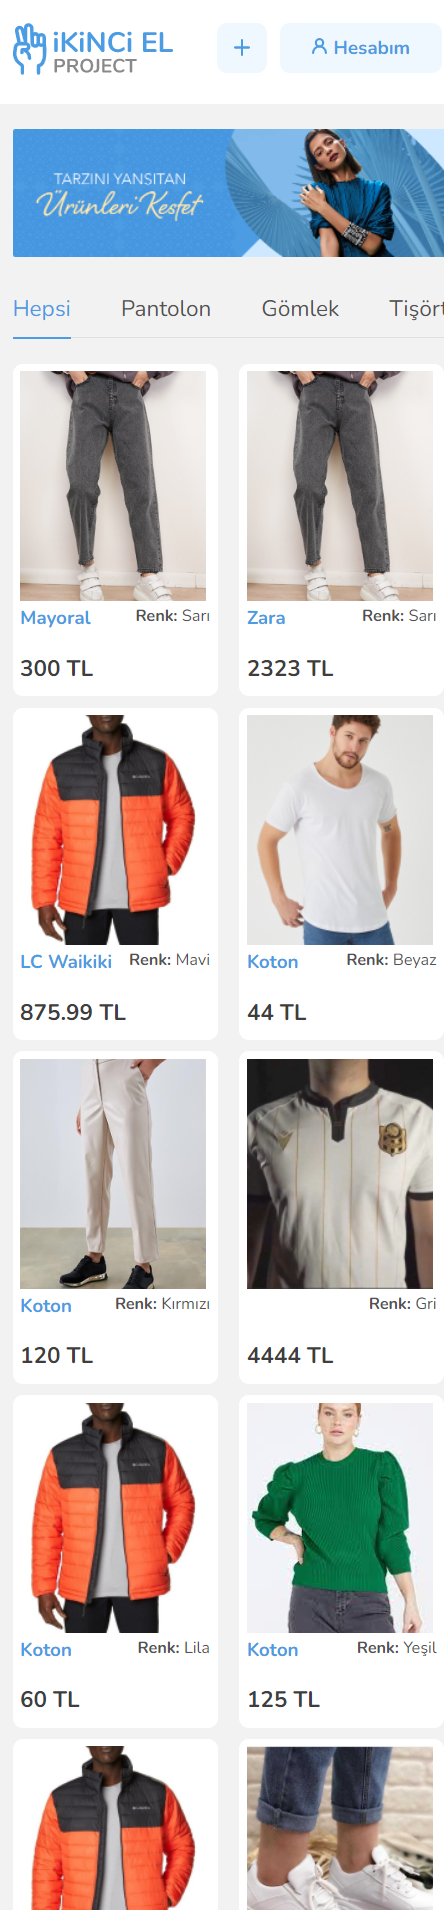 iKiNCi EL
PROJECT
+
Hesabım
TARZINI YANSITAN
Ürünleri Keşfet
Hepsi Pantolon Gömlek Tişört
Mayoral Renk: Sarı
300 TL
Zara Renk: Sarı
2323 TL
LC Waikiki Renk: Mavi
875.99 TL
Koton Renk: Beyaz
44 TL
Koton Renk: Kırmızı
120 TL
Renk: Gri
4444 TL
Koton Renk: Lila
60 TL
Koton Renk: Yeşil
125 TL